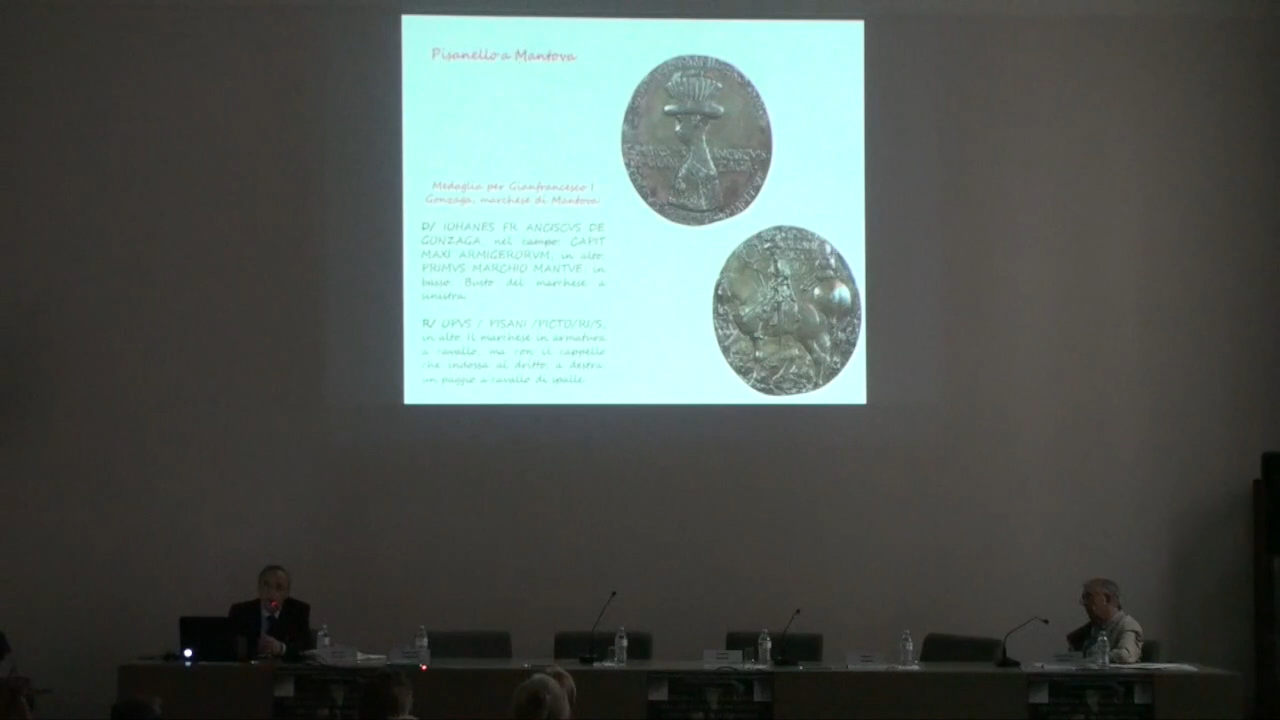 Pisanello a Mantova
Medaglia per Gianfrancesco I
Gonzaga, marchese di Mantova
D/ IOHANES FR ANCISCVS DE
GONZAGA, nel campo CAPIT
MAXI ARMIGERORVM, in alto,
PRIMVS MARCHIO MANTVE, in
basso Busto del marchese a
sinistra.
R/ OPVS / PISANI /PICTO/RI/S,
in alto. Il marchese in armatura
a cavallo, ma con il cappello
che indossa al dritto; a destra,
un paggio a cavallo di spalle.